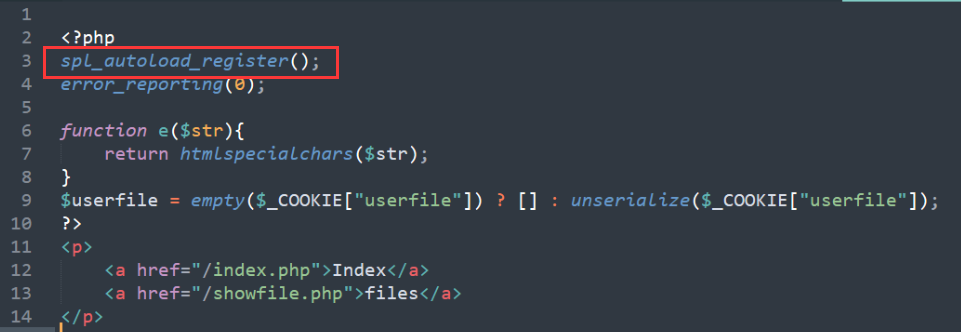 1
2 <?php
3 spl_autoload_register();
4 error_reporting(0);
5
6 function e($str){
7 return htmlspecialchars($str);
8 }
9 $userfile = empty($_COOKIE["userfile"]) ? [] : unserialize($_COOKIE["userfile"]);
10 ?>
11 <p>
12 <a href="/index.php">Index</a>
13 <a href="/showfile.php">files</a>
14 </p>